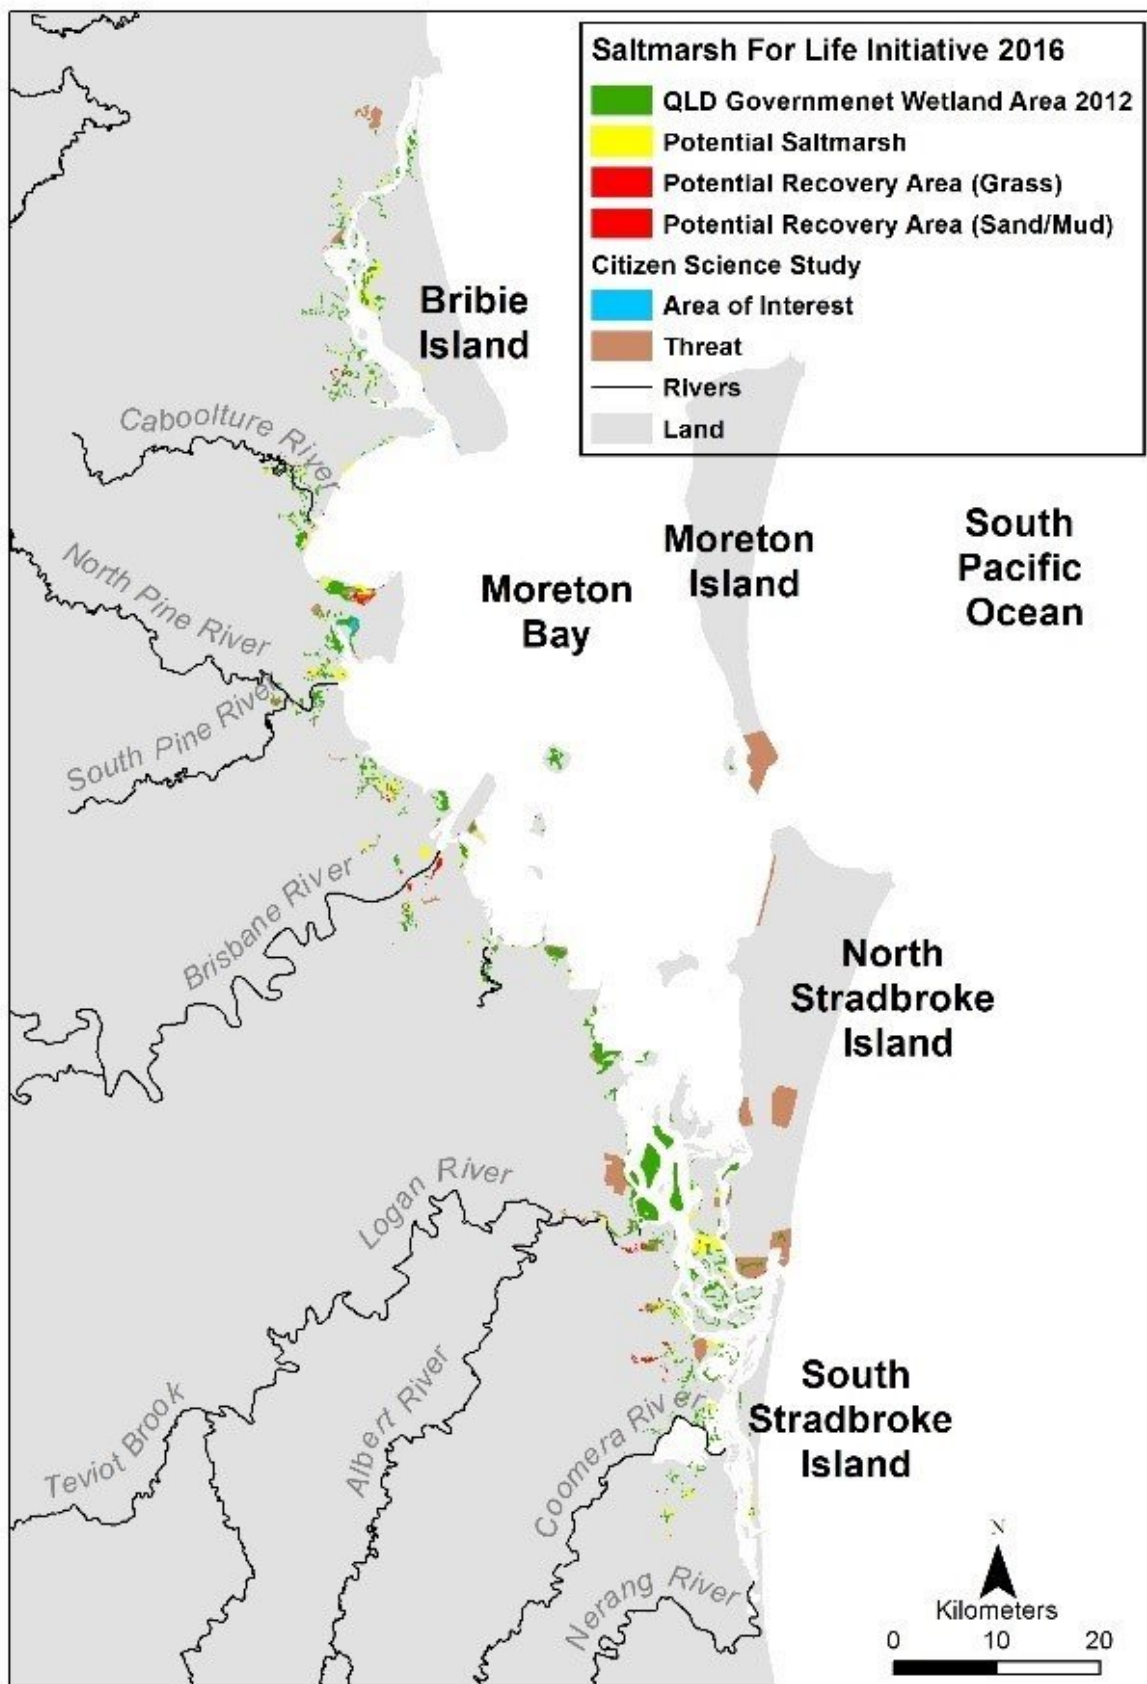 Saltmarsh For Life Initiative 2016
QLD Governmenet Wetland Area 2012
Potential Saltmarsh
Potential Recovery Area (Grass)
Potential Recovery Area (Sand/Mud)
Citizen Science Study
Area of Interest
Threat
Rivers
Land
Bribie
Island
Caboolture River
North Pine River
South Pine River
Moreton
Bay
Moreton
Island
South
Pacific
Ocean
Brisbane River
North
Stradbroke
Island
Logan River
Teviot Brook
Albert River
Coomera River
Nerang River
South
Stradbroke
Island
N
Kilometers
0 10 20